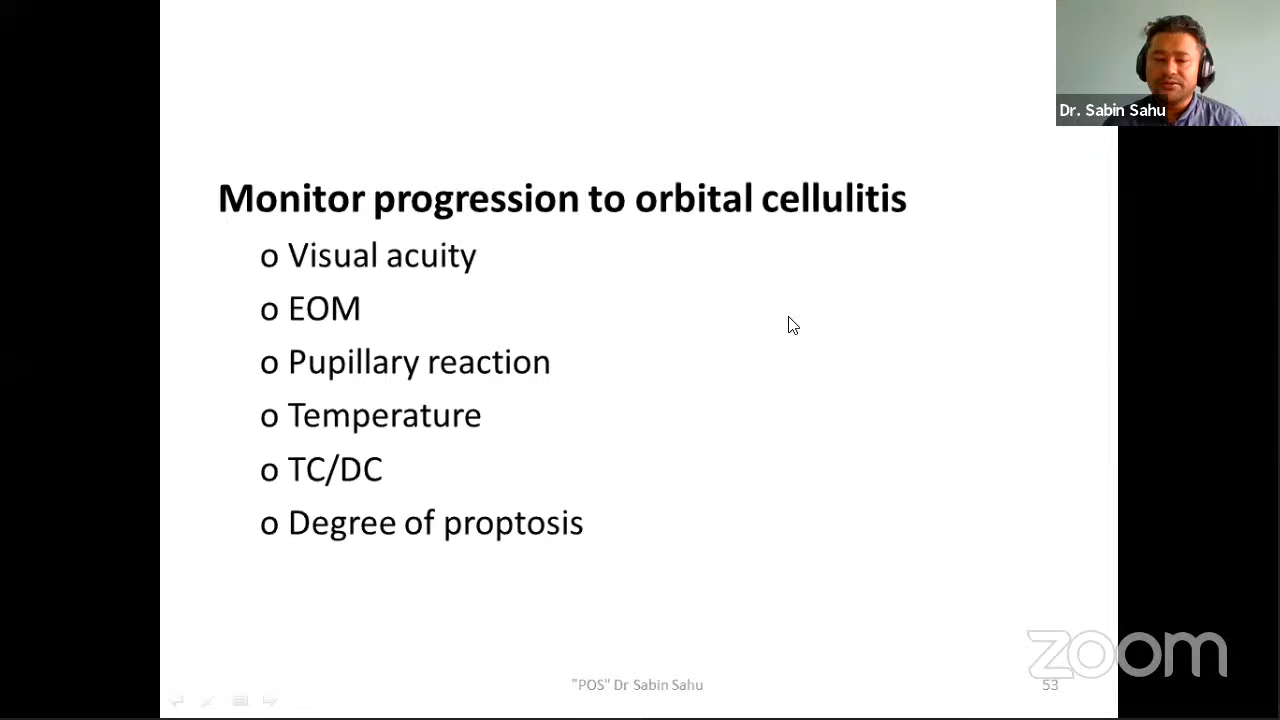 Dr. Sabin Sahu
Monitor progression to orbital cellulitis
o Visual acuity
o EOM
o Pupillary reaction
o Temperature
o TC/DC
o Degree of proptosis
zoom
"POS" Dr Sabin Sahu
53